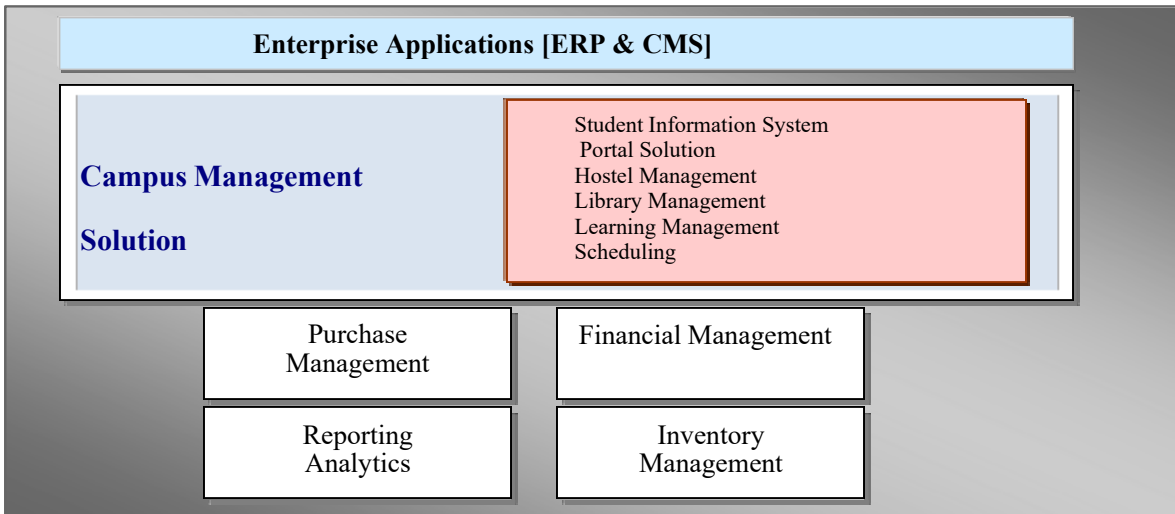 Enterprise Applications [ERP & CMS]
Campus Management
Solution
Student Information System
Portal Solution
Hostel Management
Library Management
Learning Management
Scheduling
Purchase
Management
Financial Management
Reporting
Analytics
Inventory
Management